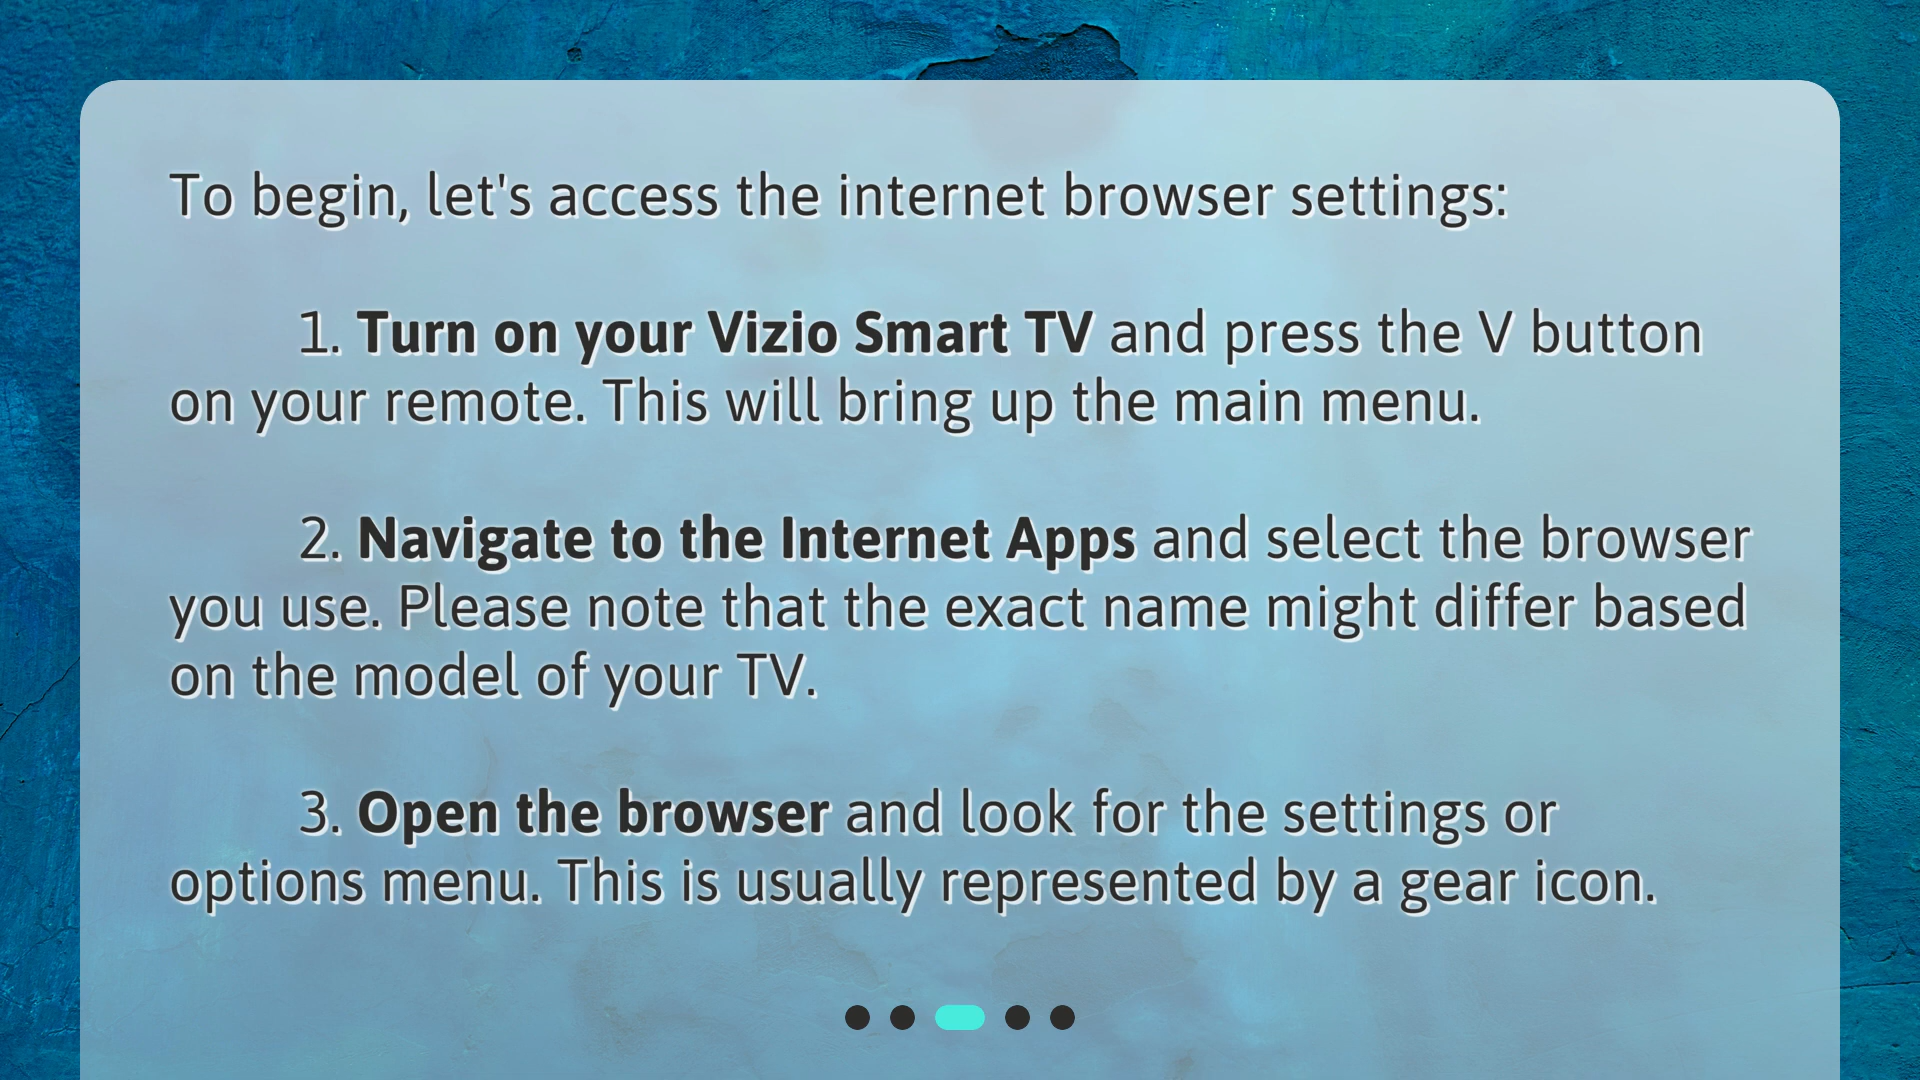 To begin, let's access the internet browser settings:
1. Turn on your Vizio Smart TV and press the V button
on your remote. This will bring up the main menu.
2. Navigate to the Internet Apps and select the browser
you use. Please note that the exact name might differ based
on the model of your TV.
3. Open the browser and look for the settings or
options menu. This is usually represented by a gear icon.